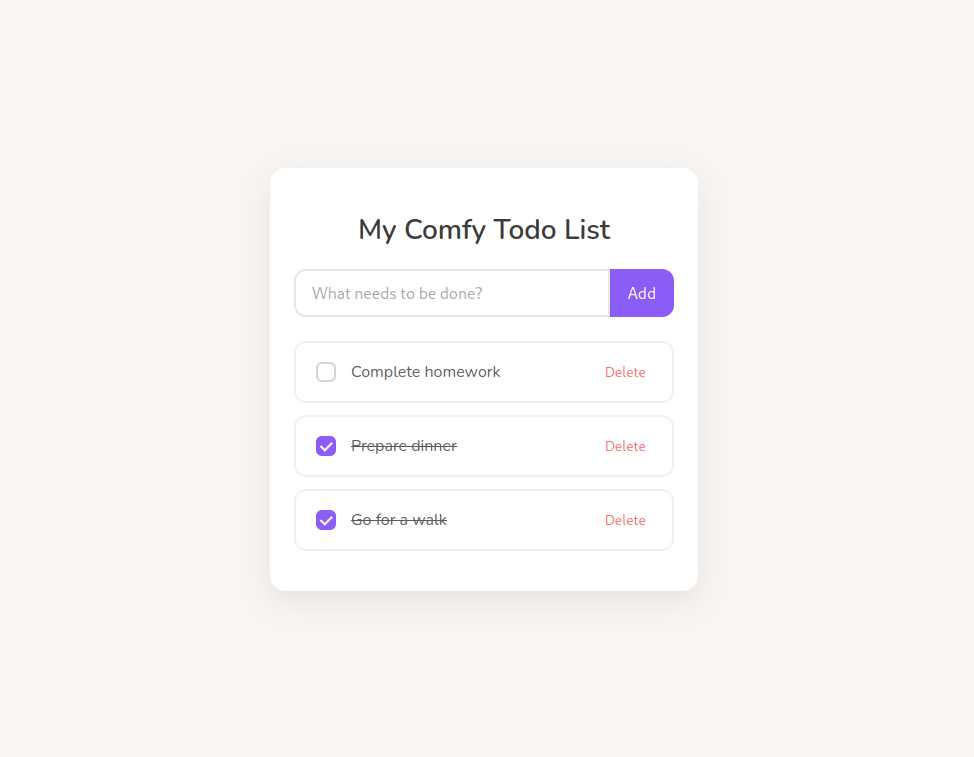 My Comfy Todo List
What needs to be done? Add
Complete homework Delete
Prepare dinner Delete
Go for a walk Delete